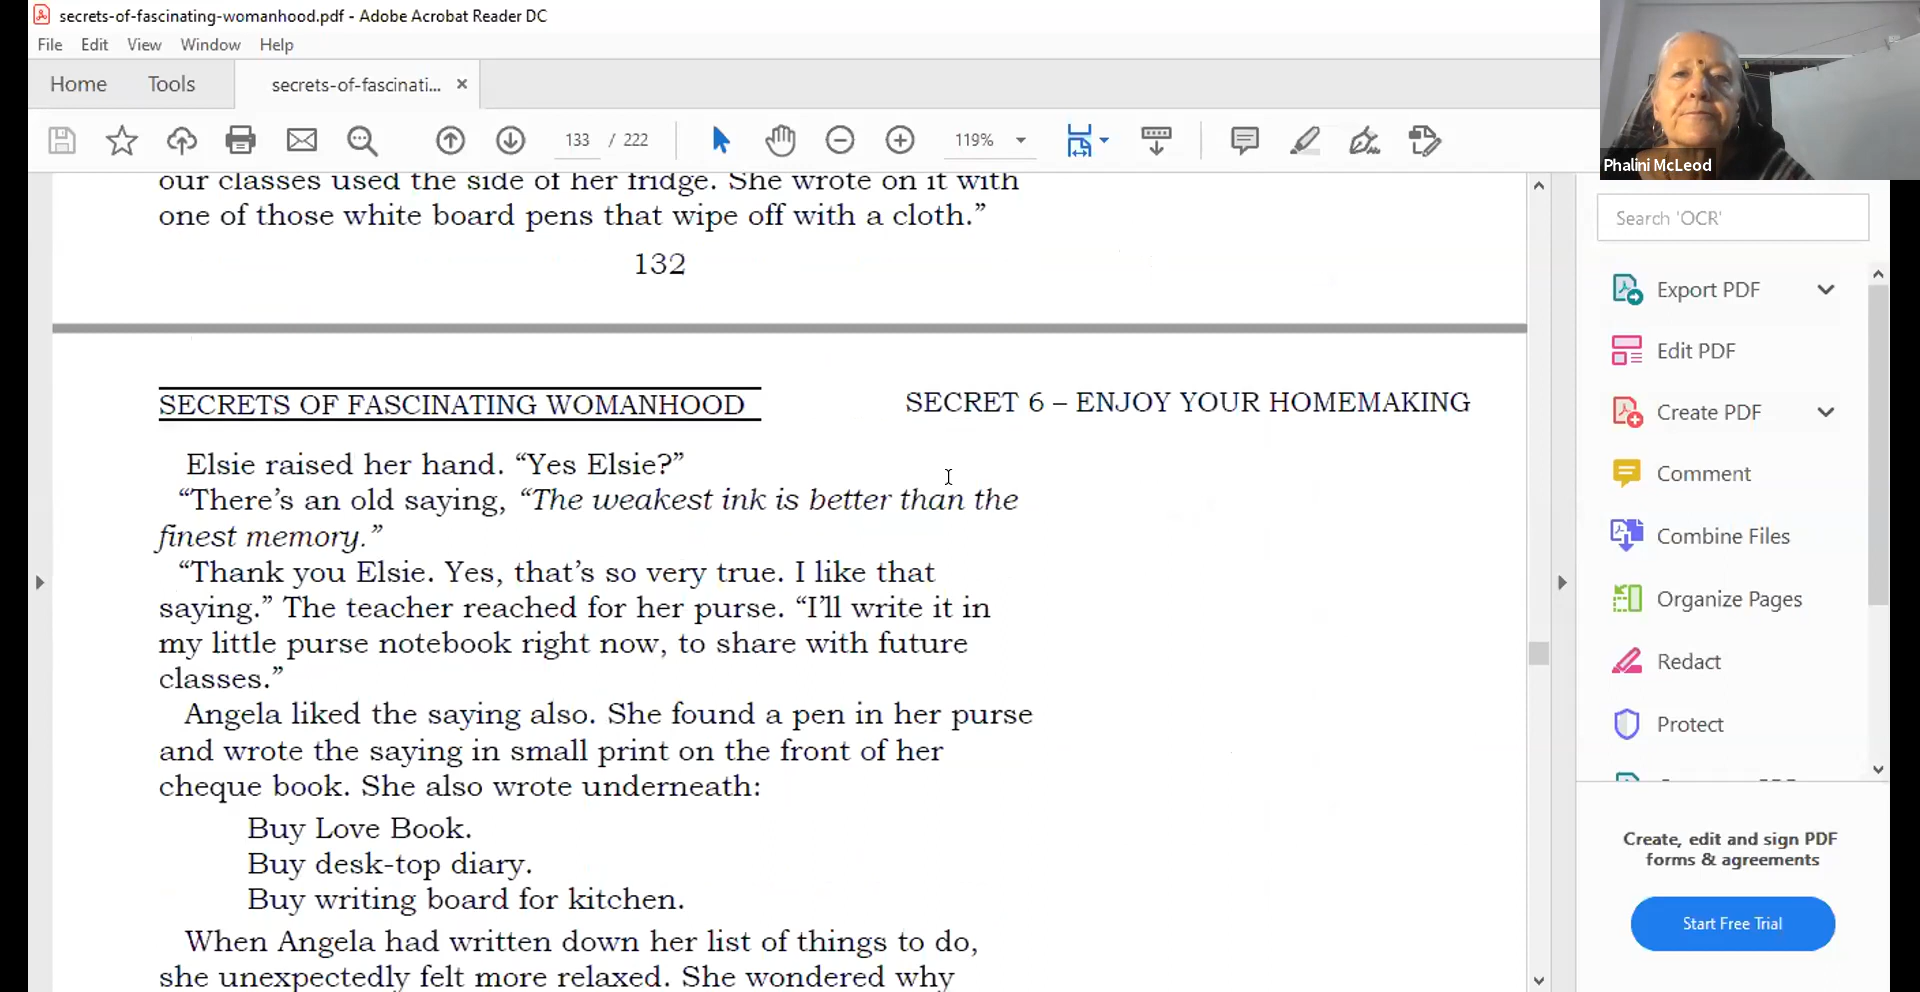 secrets-of-fascinating-womanhood.pdf - Adobe Acrobat Reader DC
File Edit View Window Help
Home Tools secrets-of-fascinati... ×
133 / 222 119%
Phalini McLeod
our classes used the side of her fridge. She wrote on it with
one of those white board pens that wipe off with a cloth.”
132
SECRETS OF FASCINATING WOMANHOOD SECRET 6 – ENJOY YOUR HOMEMAKING
Elsie raised her hand. “Yes Elsie?”
“There’s an old saying, “The weakest ink is better than the
finest memory.”
“Thank you Elsie. Yes, that’s so very true. I like that
saying.” The teacher reached for her purse. “I’ll write it in
my little purse notebook right now, to share with future
classes.”
Angela liked the saying also. She found a pen in her purse
and wrote the saying in small print on the front of her
cheque book. She also wrote underneath:
Buy Love Book.
Buy desk-top diary.
Buy writing board for kitchen.
When Angela had written down her list of things to do,
she unexpectedly felt more relaxed. She wondered why
Search 'OCR'
Export PDF
Edit PDF
Create PDF
Comment
Combine Files
Organize Pages
Redact
Protect
Create, edit and sign PDF
forms & agreements
Start Free Trial